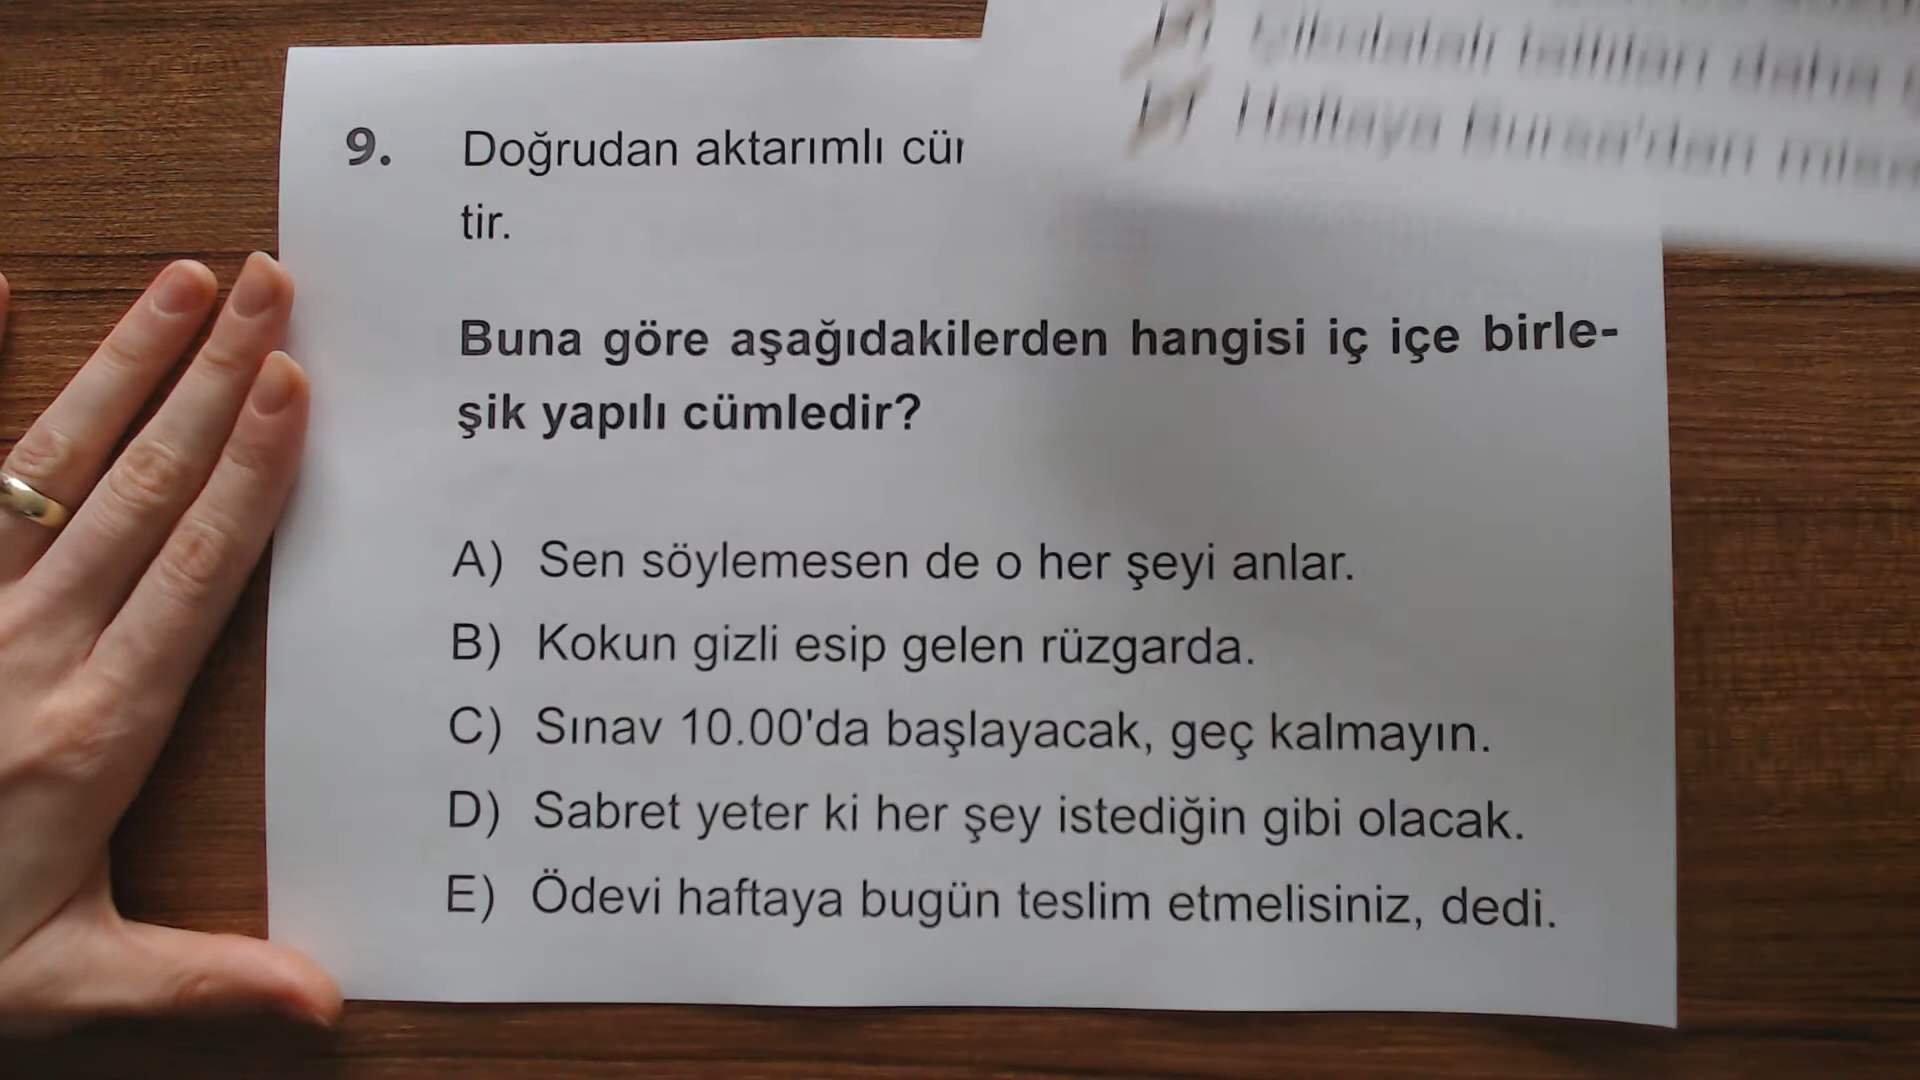 9. Doğrudan aktarımlı
tir.
Buna göre aşağıdakilerden hangisi iç içe birle-
şik yapılı cümledir?
A) Sen söylemesen de o her şeyi anlar.
B) Kokun gizli esip gelen rüzgarda.
C) Sınav 10.00'da başlayacak, geç kalmayın.
D) Sabret yeter ki her şey istediğin gibi olacak.
E) Ödevi haftaya bugün teslim etmelisiniz, dedi.